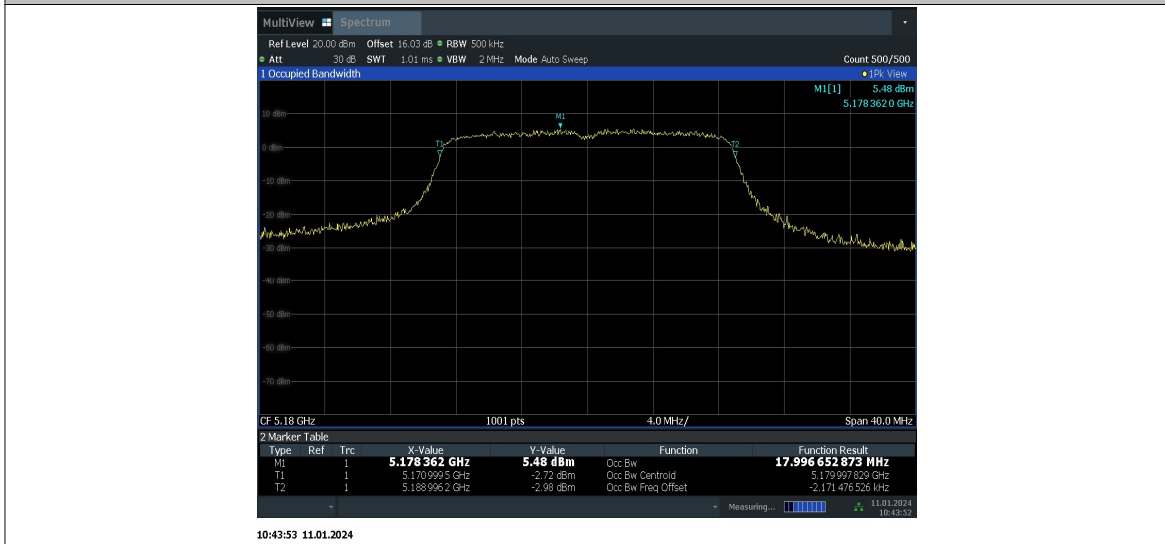 MultiView Spectrum
Ref Level 20.00 dBm Offset 16.03 dB RBW 500 kHz
Att 30 dB SWT 1.01 ms VBW 2 MHz Mode Auto Sweep Count 500/500
1 Occupied Bandwidth 1Pk View
M1[1] 5.48 dBm
5.178 362 0 GHz
10 dBm
M1
T1
T2
0 dBm
-10 dBm
-20 dBm
-30 dBm
-40 dBm
-50 dBm
-60 dBm
-70 dBm
CF 5.18 GHz 1001 pts 4.0 MHz/ Span 40.0 MHz
2 Marker Table
Type Ref Trc X-Value Y-Value Function Function Result
M1 1 5.178 362 GHz 5.48 dBm Occ Bw 17.996 652 873 MHz
T1 1 5.170 999 5 GHz -2.72 dBm Occ Bw Centroid 5.179 997 829 GHz
T2 1 5.188 996 2 GHz -2.98 dBm Occ Bw Freq Offset -2.171 476 526 kHz
Measuring... 11.01.2024
10:43:52
10:43:53 11.01.2024